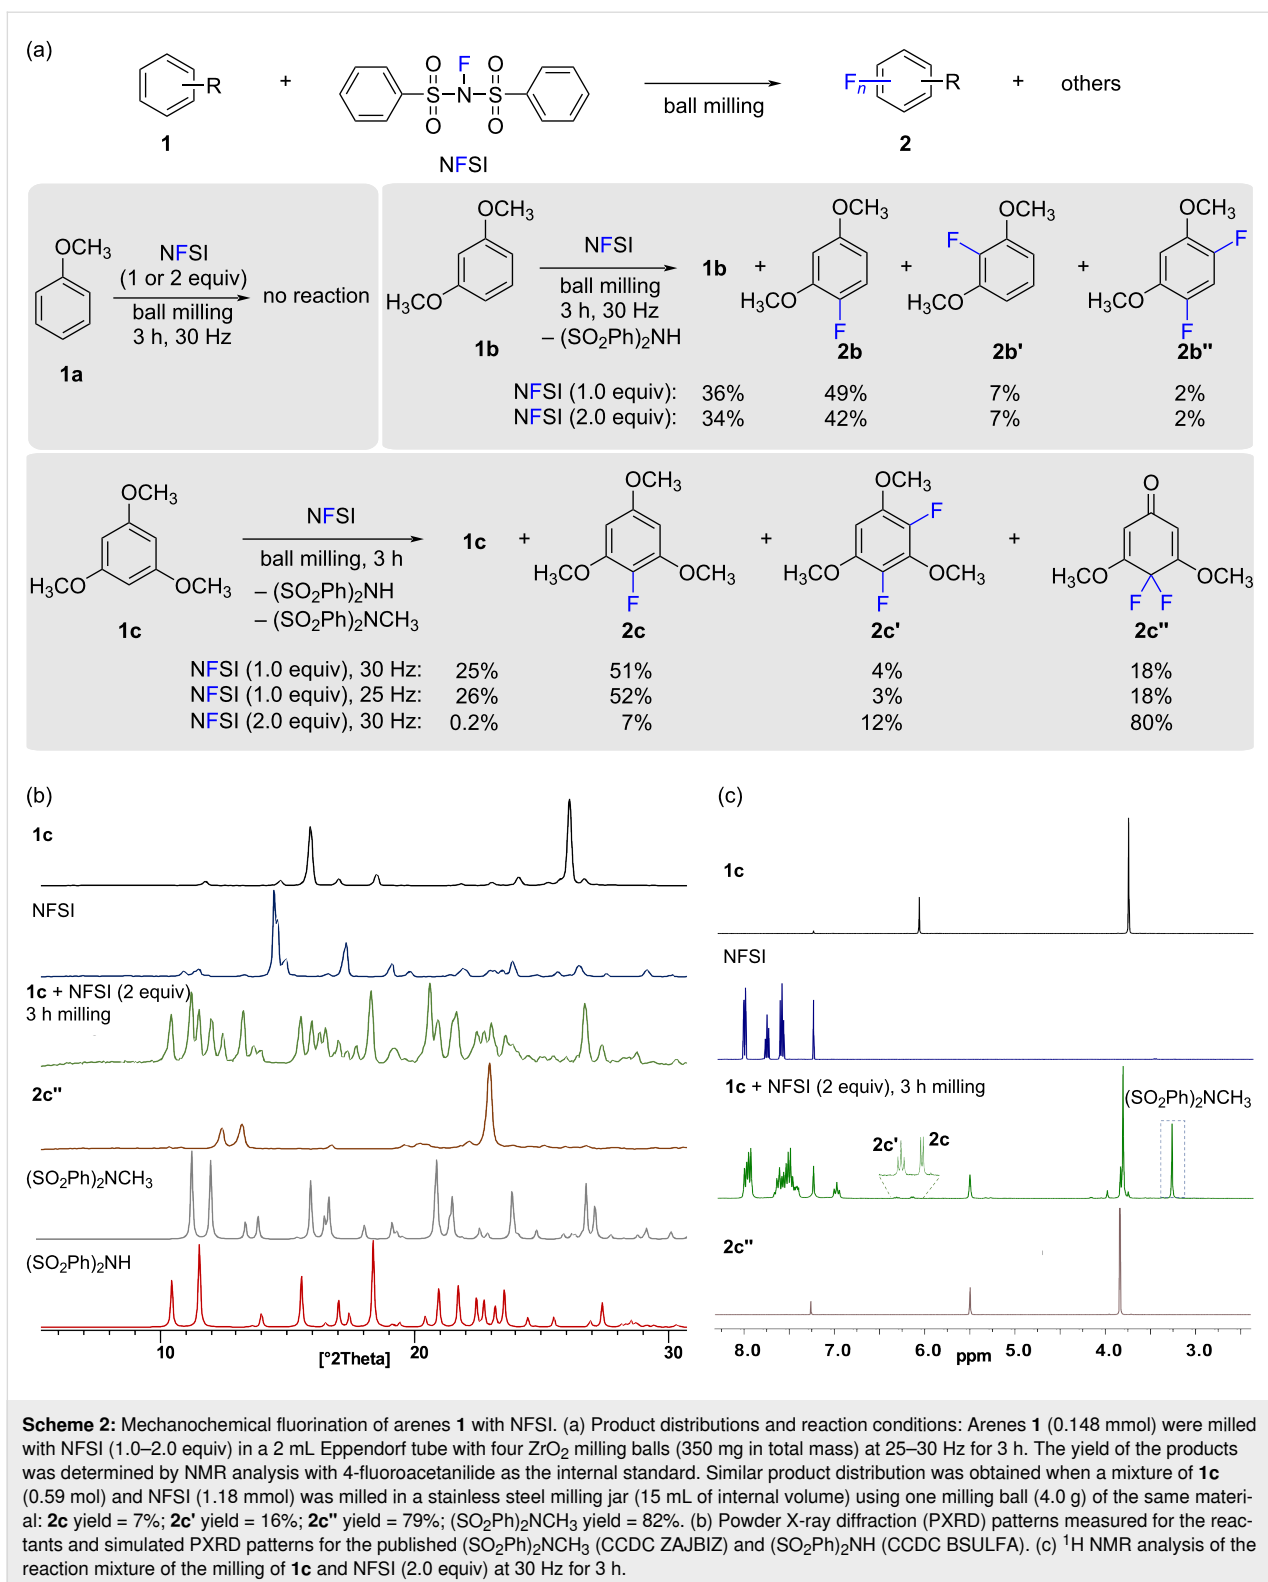 (a)
R
+
F
O O
S N S
O O
ball milling
Fn R
+ others
1
2
NFSI
OCH3
NFSI
(1 or 2 equiv)
ball milling
3 h, 30 Hz
no reaction
1a
OCH3
H3CO
1b
NFSI
ball milling
3 h, 30 Hz
– (SO2Ph)2NH
1b + + +
OCH3
H3CO
F
2b
OCH3
F
H3CO
2b'
OCH3
F
H3CO
F
2b''
NFSI (1.0 equiv): 36% 49% 7% 2%
NFSI (2.0 equiv): 34% 42% 7% 2%
OCH3
H3CO OCH3
1c
NFSI
ball milling, 3 h
– (SO2Ph)2NH
– (SO2Ph)2NCH3
1c + + +
OCH3
H3CO OCH3
F
2c
OCH3
F
H3CO OCH3
F
2c'
O
H3CO OCH3
F F
2c''
NFSI (1.0 equiv), 30 Hz: 25% 51% 4% 18%
NFSI (1.0 equiv), 25 Hz: 26% 52% 3% 18%
NFSI (2.0 equiv), 30 Hz: 0.2% 7% 12% 80%
(b)
1c
NFSI
1c + NFSI (2 equiv)
3 h milling
2c''
(SO2Ph)2NCH3
(SO2Ph)2NH
10 20 30
[°2Theta]
(c)
1c
NFSI
1c + NFSI (2 equiv), 3 h milling
(SO2Ph)2NCH3
2c' 2c
2c''
8.0 7.0 6.0 ppm 5.0 4.0 3.0
Scheme 2: Mechanochemical fluorination of arenes 1 with NFSI. (a) Product distributions and reaction conditions: Arenes 1 (0.148 mmol) were milled
with NFSI (1.0–2.0 equiv) in a 2 mL Eppendorf tube with four ZrO2 milling balls (350 mg in total mass) at 25–30 Hz for 3 h. The yield of the products
was determined by NMR analysis with 4-fluoroacetanilide as the internal standard. Similar product distribution was obtained when a mixture of 1c
(0.59 mol) and NFSI (1.18 mmol) was milled in a stainless steel milling jar (15 mL of internal volume) using one milling ball (4.0 g) of the same materi-
al: 2c yield = 7%; 2c' yield = 16%; 2c'' yield = 79%; (SO2Ph)2NCH3 yield = 82%. (b) Powder X-ray diffraction (PXRD) patterns measured for the reac-
tants and simulated PXRD patterns for the published (SO2Ph)2NCH3 (CCDC ZAJBIZ) and (SO2Ph)2NH (CCDC BSULFA). (c) 1H NMR analysis of the
reaction mixture of the milling of 1c and NFSI (2.0 equiv) at 30 Hz for 3 h.